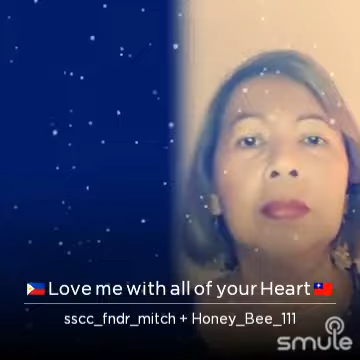 🇵🇭 Love me with all of your Heart 🇹🇼
sscc_fndr_mitch + Honey_Bee_111
smule